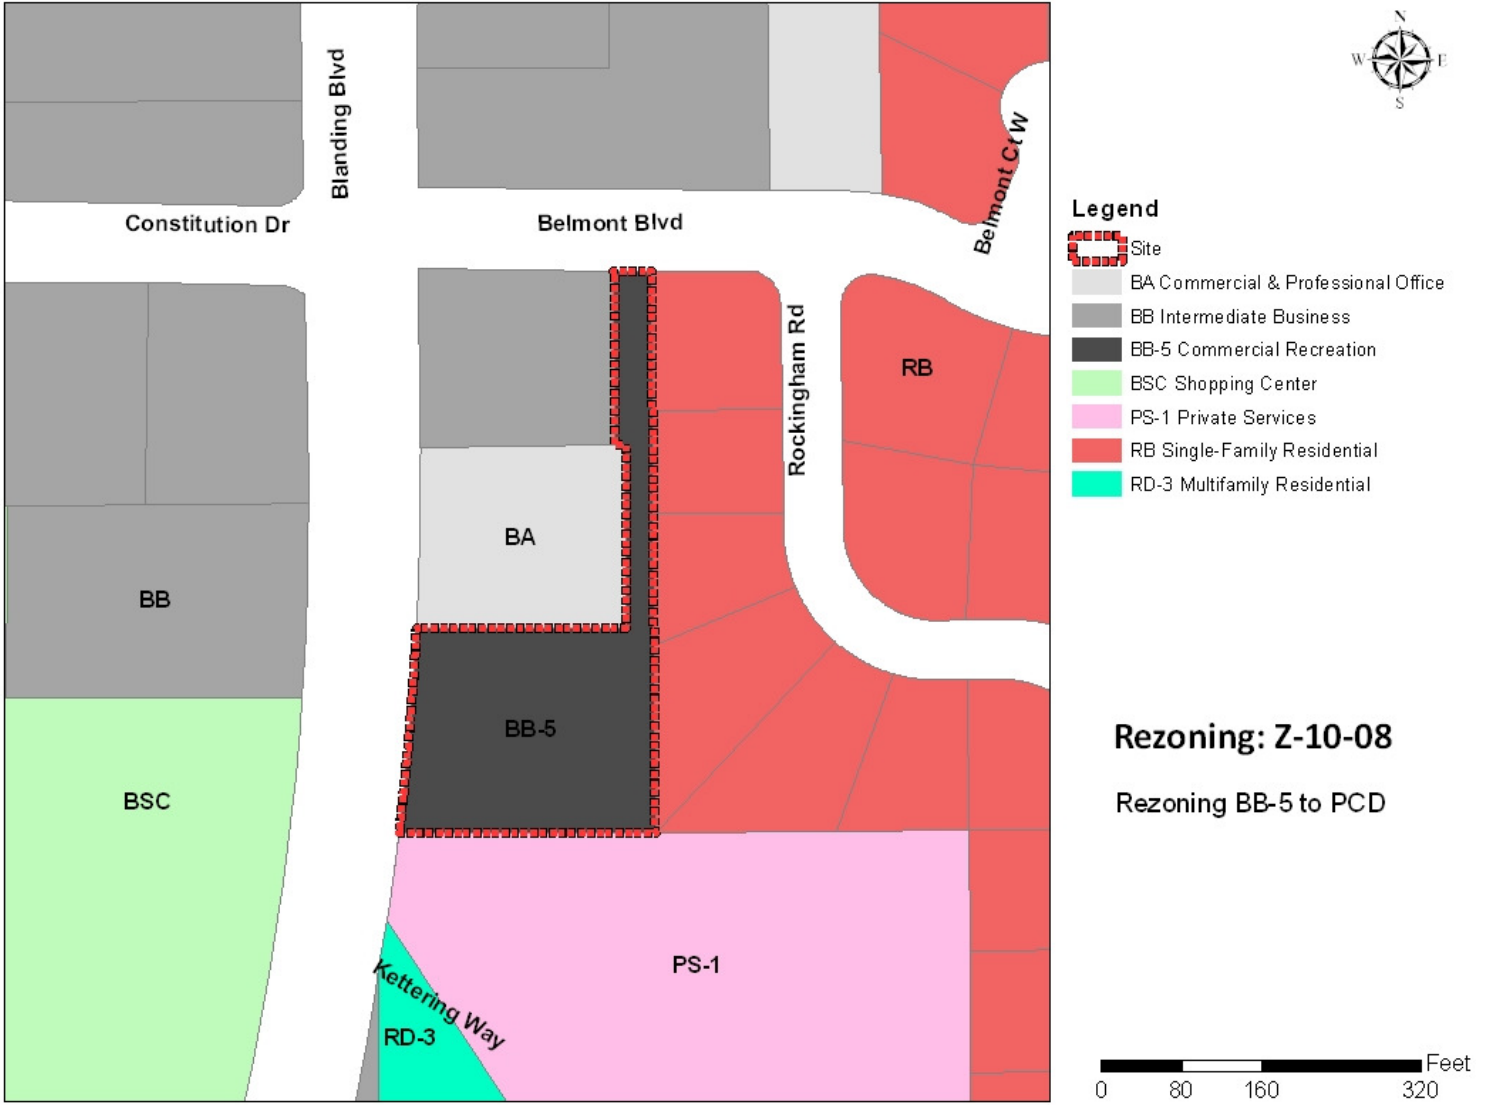 Blanding Blvd
Constitution Dr
Belmont Blvd
Belmont Ct W
Rockingham Rd
RB
BA
BB
BB-5
BSC
PS-1
Kettering Way
RD-3
N
W E
S
Legend
Site
BA Commercial & Professional Office
BB Intermediate Business
BB-5 Commercial Recreation
BSC Shopping Center
PS-1 Private Services
RB Single-Family Residential
RD-3 Multifamily Residential
Rezoning: Z-10-08
Rezoning BB-5 to PCD
Feet
0 80 160 320